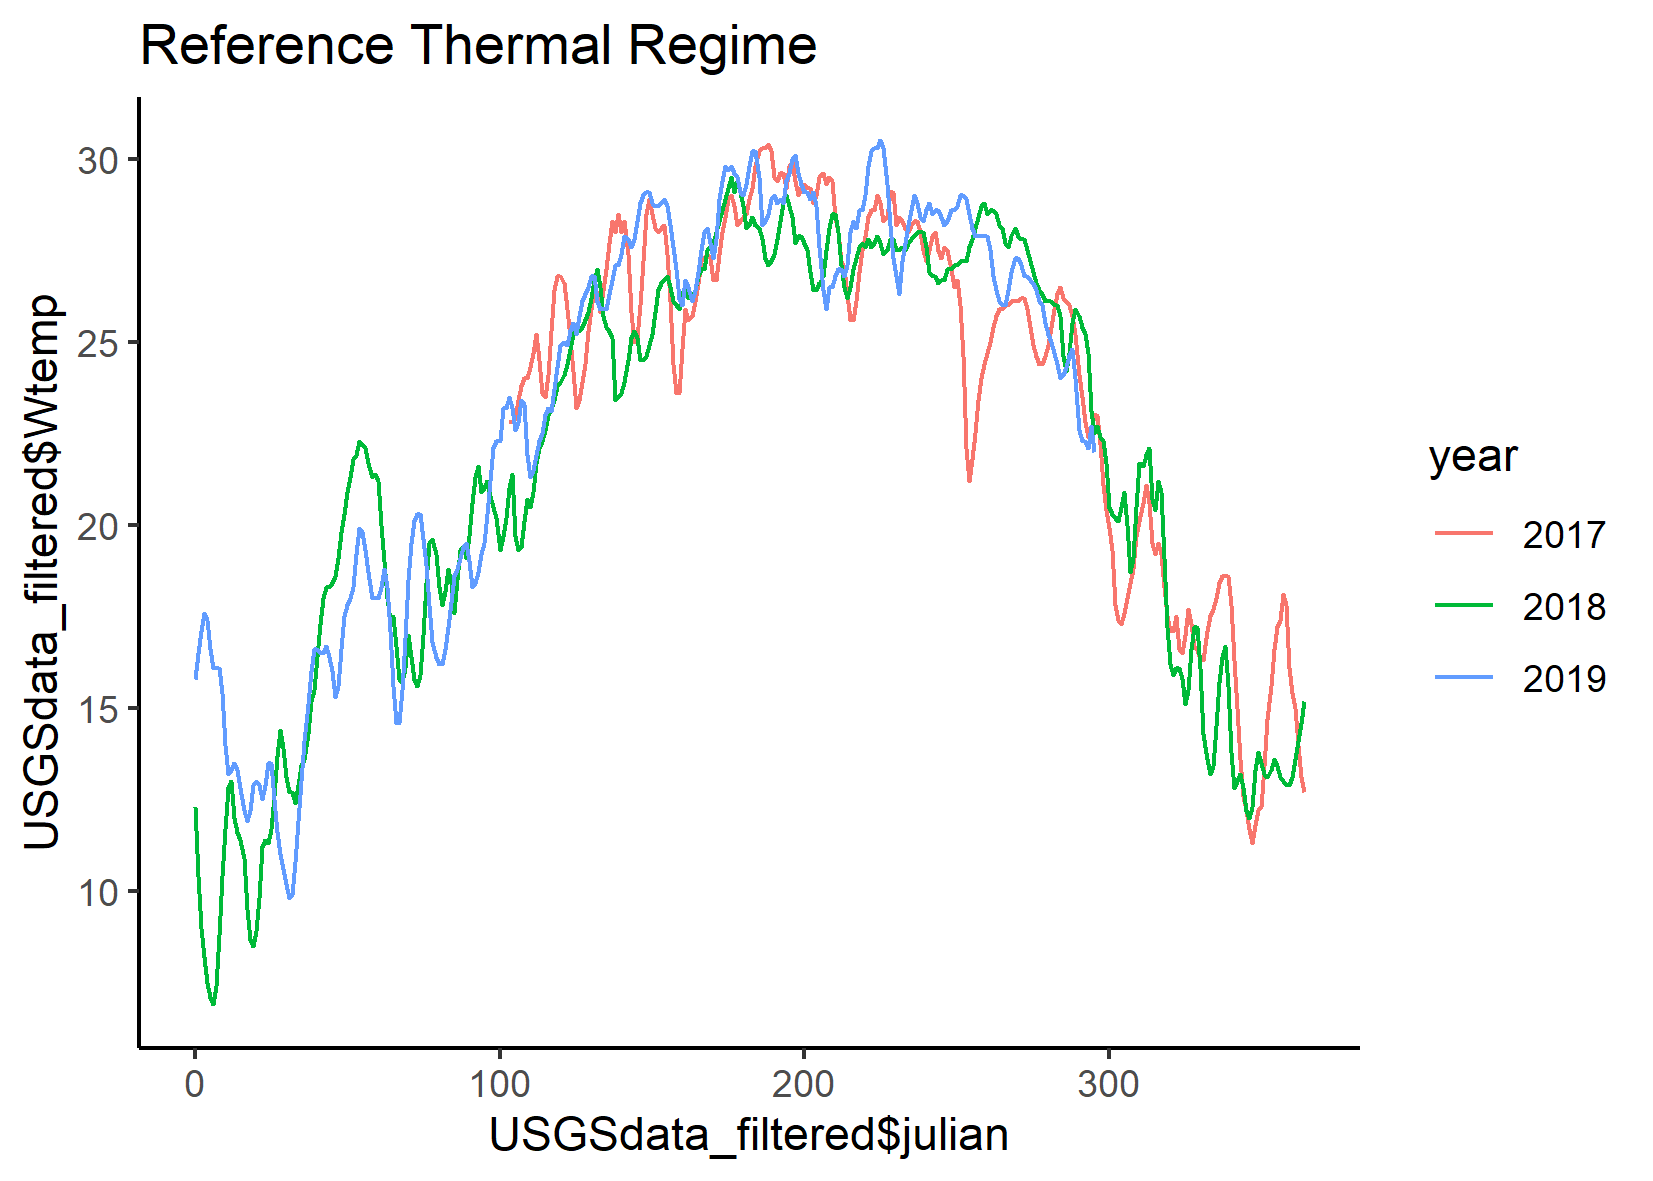 Reference Thermal Regime
30
25
20
15
10
USGSdata_filtered$Wtemp
0 100 200 300
USGSdata_filtered$julian
year
2017
2018
2019